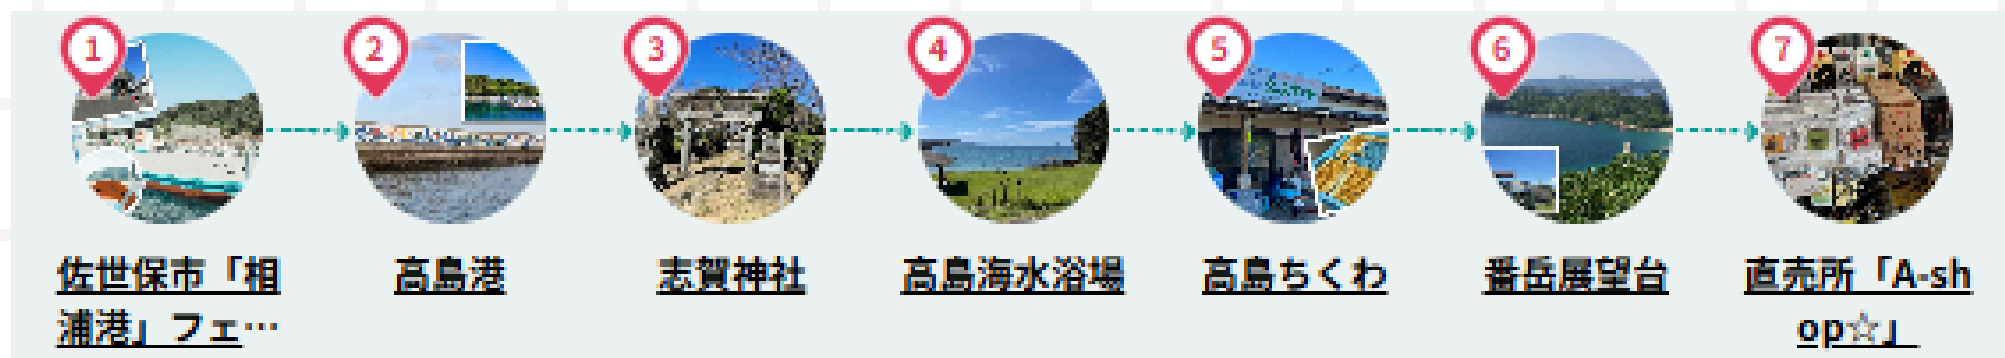 1
2
3
4
5
6
7
佐世保市「相
浦港」フェ…
高島港
志賀神社
高島海水浴場
高島ちくわ
番岳展望台
直売所「A-sh
op☆」